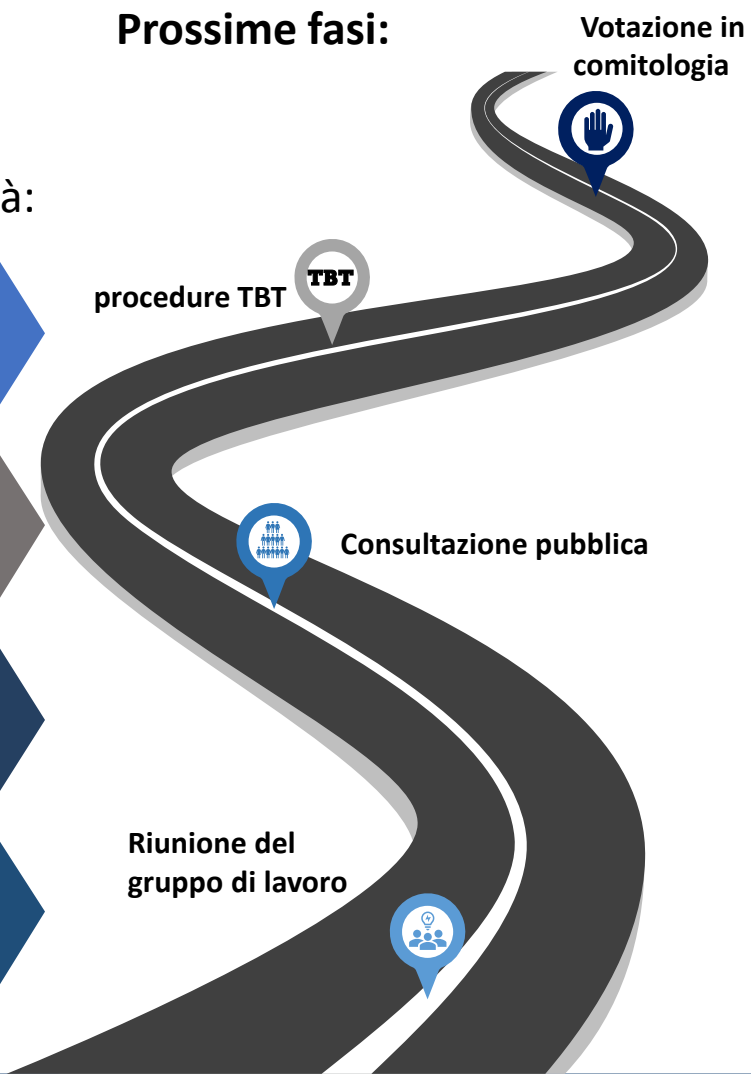 Prossime fasi:
Votazione in
comitologia
à:
TBT
procedure TBT
Consultazione pubblica
Riunione del
gruppo di lavoro